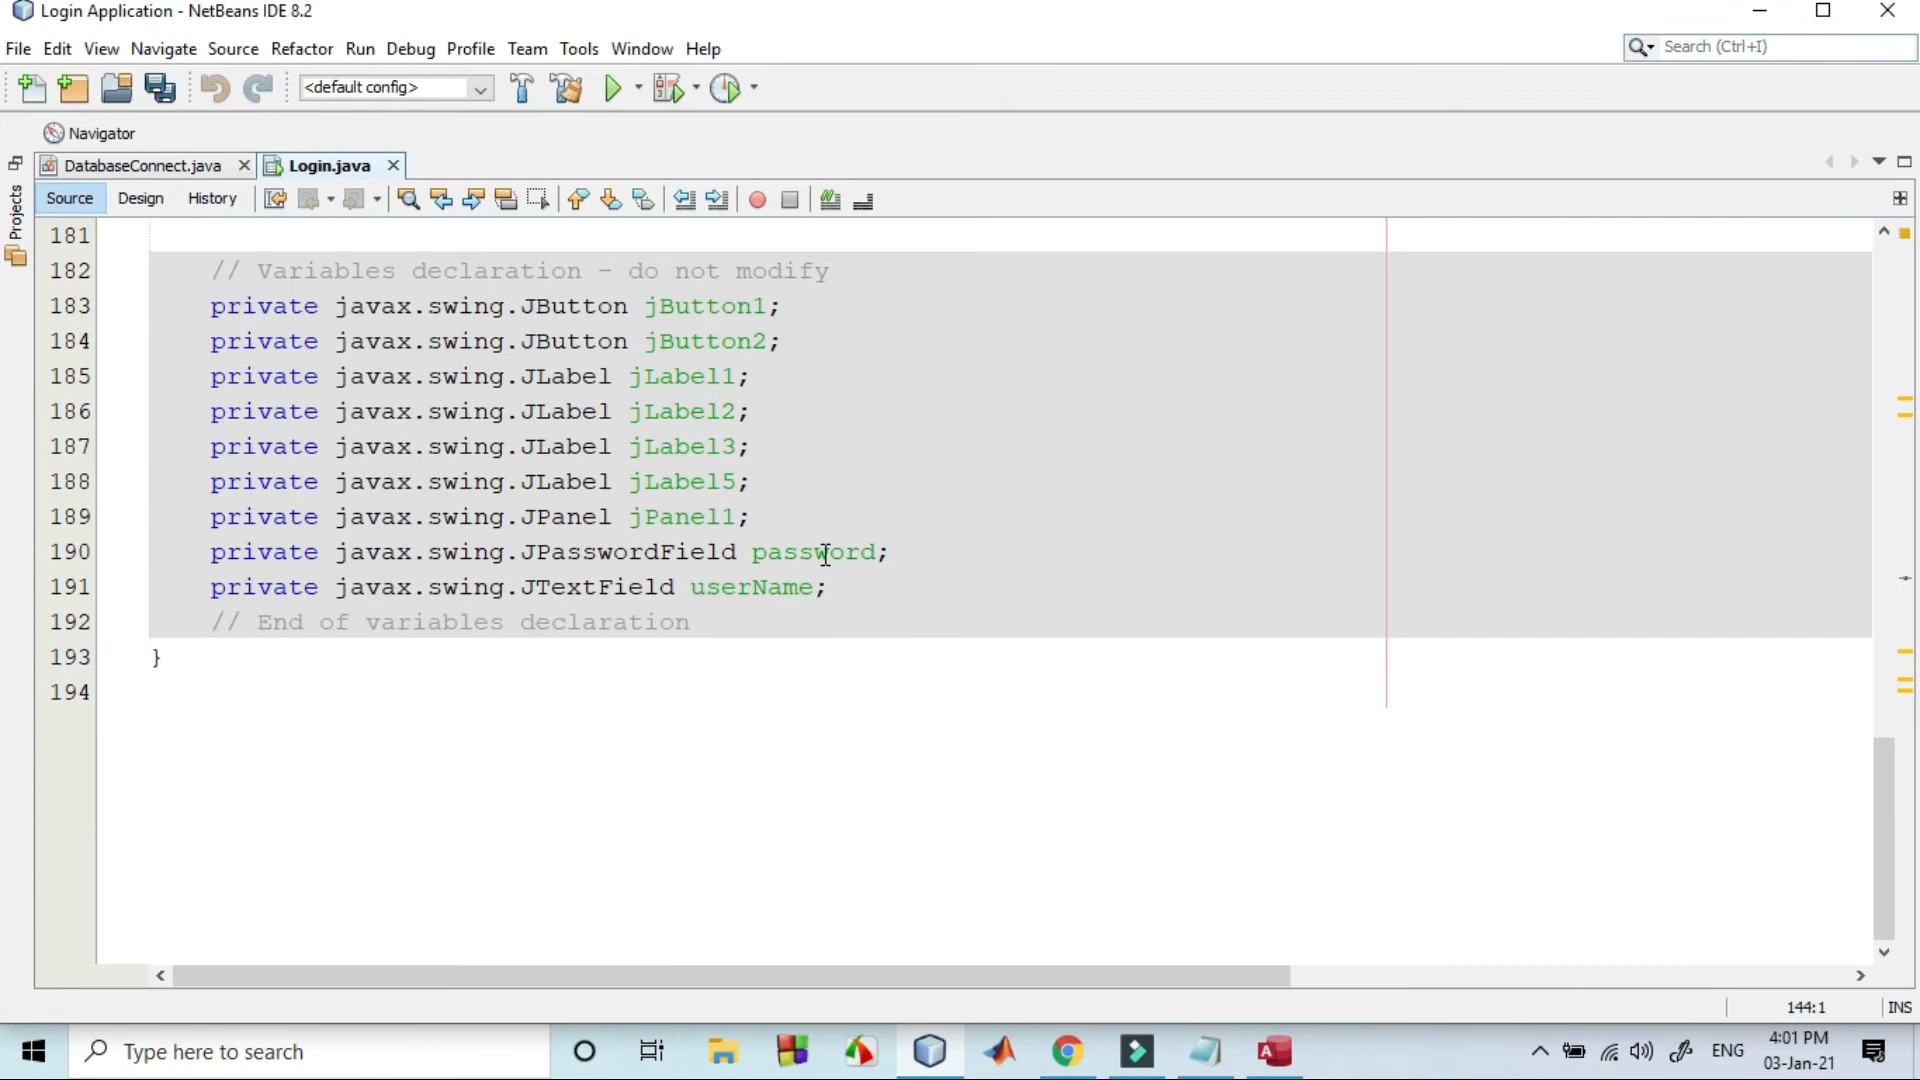 Login Application - NetBeans IDE 8.2
File Edit View Navigate Source Refactor Run Debug Profile Team Tools Window Help
Search (Ctrl+I)
<default config>
Navigator
DatabaseConnect.java
Login.java
Projects
Source Design History
181
182 // Variables declaration - do not modify
183 private javax.swing.JButton jButton1;
184 private javax.swing.JButton jButton2;
185 private javax.swing.JLabel jLabel1;
186 private javax.swing.JLabel jLabel2;
187 private javax.swing.JLabel jLabel3;
188 private javax.swing.JLabel jLabel5;
189 private javax.swing.JPanel jPanel1;
190 private javax.swing.JPasswordField password;
191 private javax.swing.JTextField userName;
192 // End of variables declaration
193 }
194
144:1
INS
Type here to search
ENG
4:01 PM
03-Jan-21